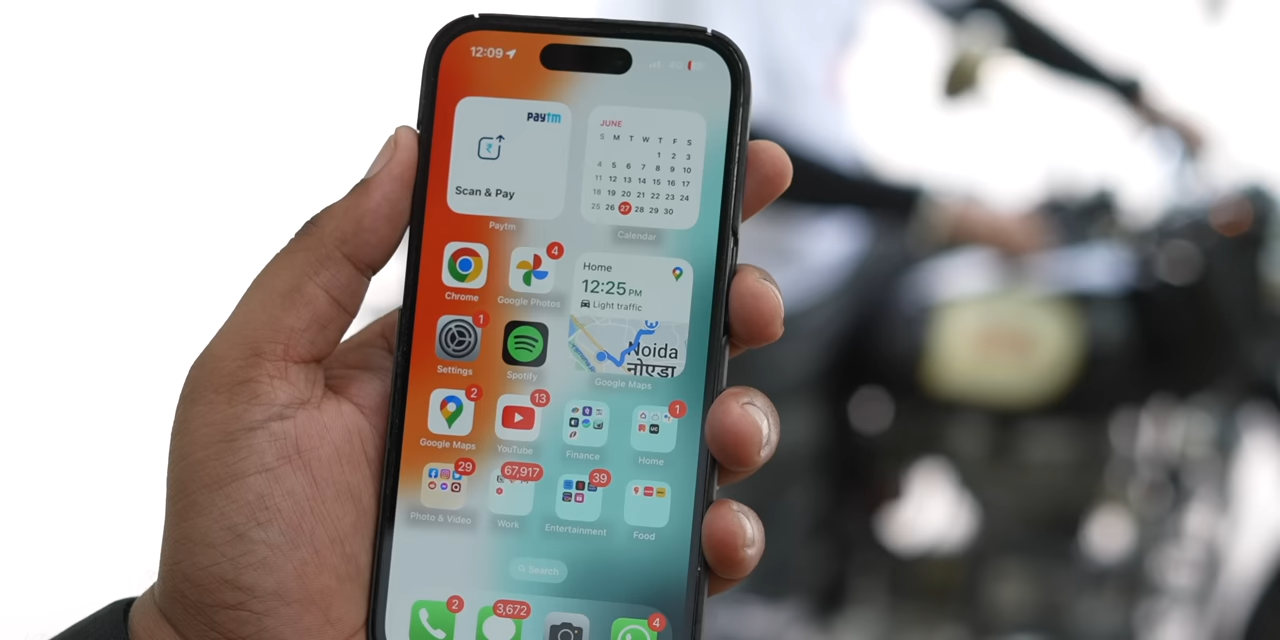 12:09
5G
Paytm
Scan & Pay
Paytm
JUNE
S M T W T F S
1 2 3
4 5 6 7 8 9 10
11 12 13 14 15 16 17
18 19 20 21 22 23 24
25 26 27 28 29 30
Calendar
4
Chrome
Google Photos
Home
12:25 PM
Light traffic
Noida
नोएडा
Google Maps
1
Settings
Spotify
2
13
1
Google Maps
YouTube
Finance
Home
UC
29
67,917
39
Photo & Video
Work
Entertainment
Food
Search
2
3,672
4